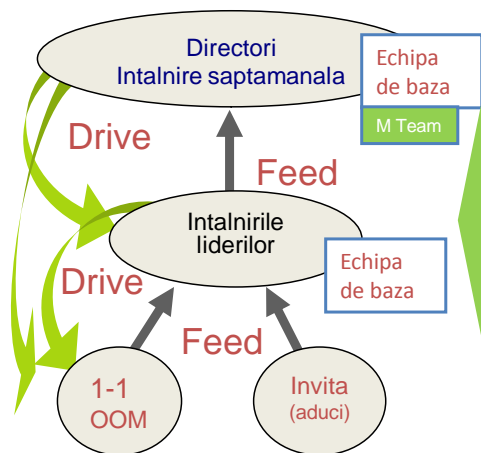 Directori
Intalnire saptamanala
Echipa
de baza
M Team
Drive
Feed
Intalnirile
liderilor
Echipa
de baza
Drive
Feed
1-1
OOM
Invita
(aduci)